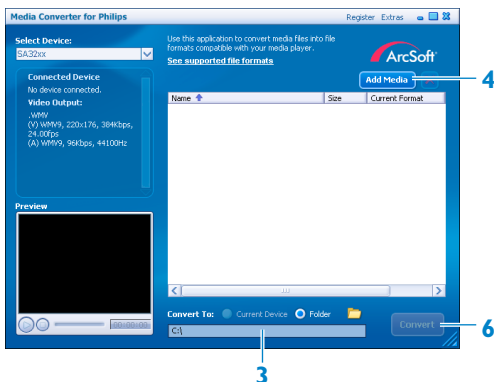 Media Converter for Philips
Register Extras
Select Device:
SA32xx
Use this application to convert media files into file
formats compatible with your media player.
See supported file formats
ArcSoft
Connected Device
No device connected.
Video Output:
.WMV
(V) WMV9, 220x176, 384Kbps,
24.00fps
(A) WMV9, 96Kbps, 44100Hz
Add Media
4
Name Size Current Format
Preview
00:00:00
Convert To: Current Device Folder
C:\
Convert
6
3